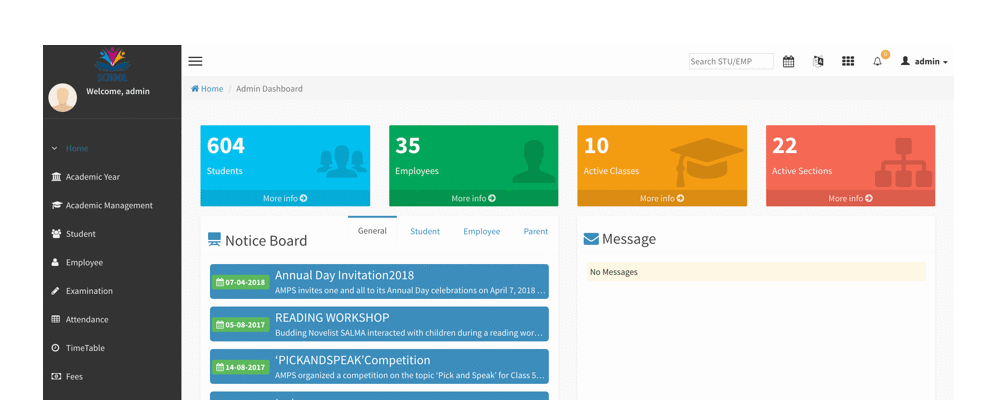 Search STU/EMP
0
admin
Welcome, admin
Home / Admin Dashboard
Home
Academic Year
Academic Management
Student
Employee
Examination
Attendance
TimeTable
Fees
604
Students
More info
35
Employees
More info
10
Active Classes
More info
22
Active Sections
More info
Notice Board
General
Student
Employee
Parent
07-04-2018
Annual Day Invitation2018
AMPS invites one and all to its Annual Day celebrations on April 7, 2018 ...
05-08-2017
READING WORKSHOP
Budding Novelist SALMA interacted with children during a reading wor...
14-08-2017
‘PICKANDSPEAK’Competition
AMPS organized a competition on the topic ‘Pick and Speak’ for Class 5...
Message
No Messages